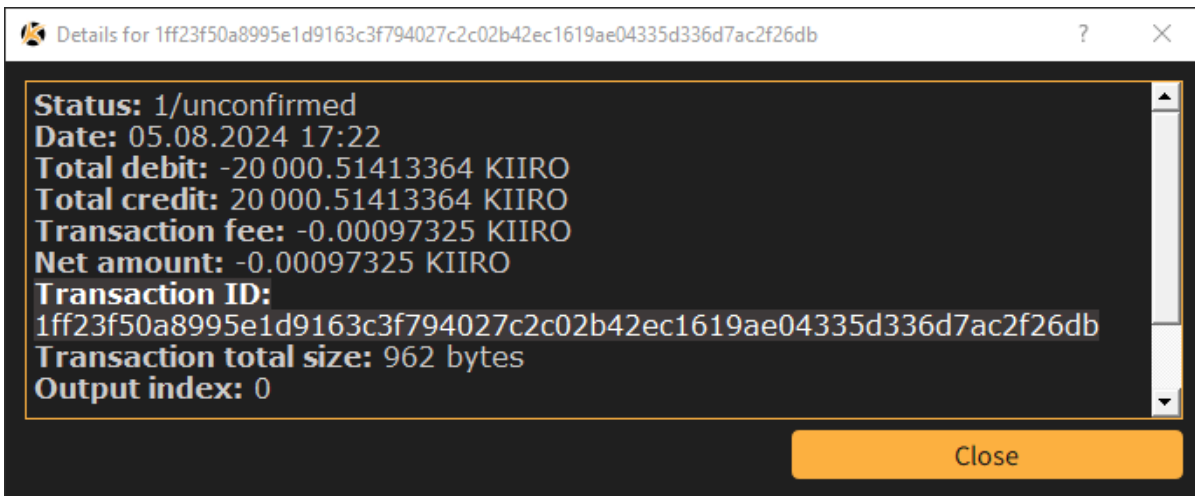 Details for 1ff23f50a8995e1d9163c3f794027c2c02b42ec1619ae04335d336d7ac2f26db
?
Status: 1/unconfirmed
Date: 05.08.2024 17:22
Total debit: -20 000.51413364 KIIRO
Total credit: 20 000.51413364 KIIRO
Transaction fee: -0.00097325 KIIRO
Net amount: -0.00097325 KIIRO
Transaction ID:
1ff23f50a8995e1d9163c3f794027c2c02b42ec1619ae04335d336d7ac2f26db
Transaction total size: 962 bytes
Output index: 0
Close